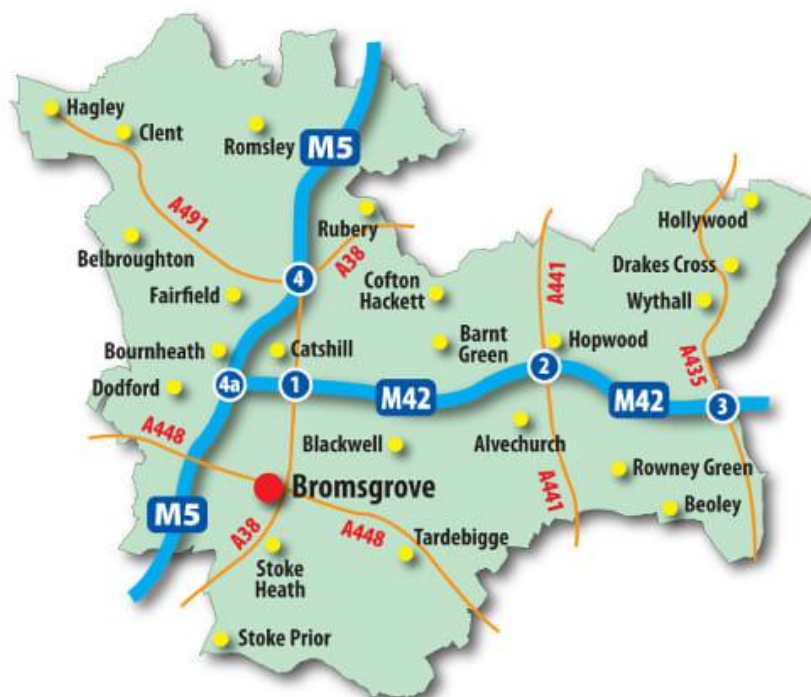 Hagley
Clent
Romsley
M5
A491
Rubery
Hollywood
Belbroughton
A38
A441
Drakes Cross
4
Cofton
Hackett
Fairfield
Wythall
Bournheath
Catshill
Barnt
Green
Hopwood
A435
2
Dodford
4a
1
M42
M42
3
A448
Blackwell
Alvechurch
Rowney Green
Bromsgrove
A441
Beoley
M5
A38
A448
Tardebigge
Stoke
Heath
Stoke Prior